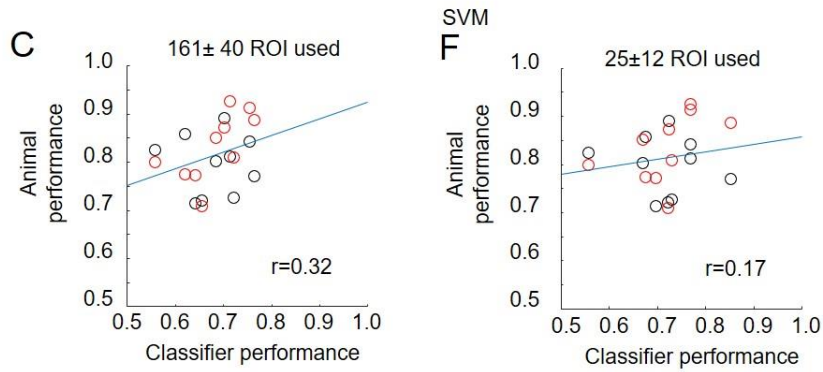 SVM
C
161± 40 ROI used
1.0
0.9
0.8
0.7
0.6
0.5
Animal
performance
r=0.32
0.5 0.6 0.7 0.8 0.9 1.0
Classifier performance
F
25±12 ROI used
1.0
0.9
0.8
0.7
0.6
0.5
Animal
performance
r=0.17
0.5 0.6 0.7 0.8 0.9 1.0
Classifier performance